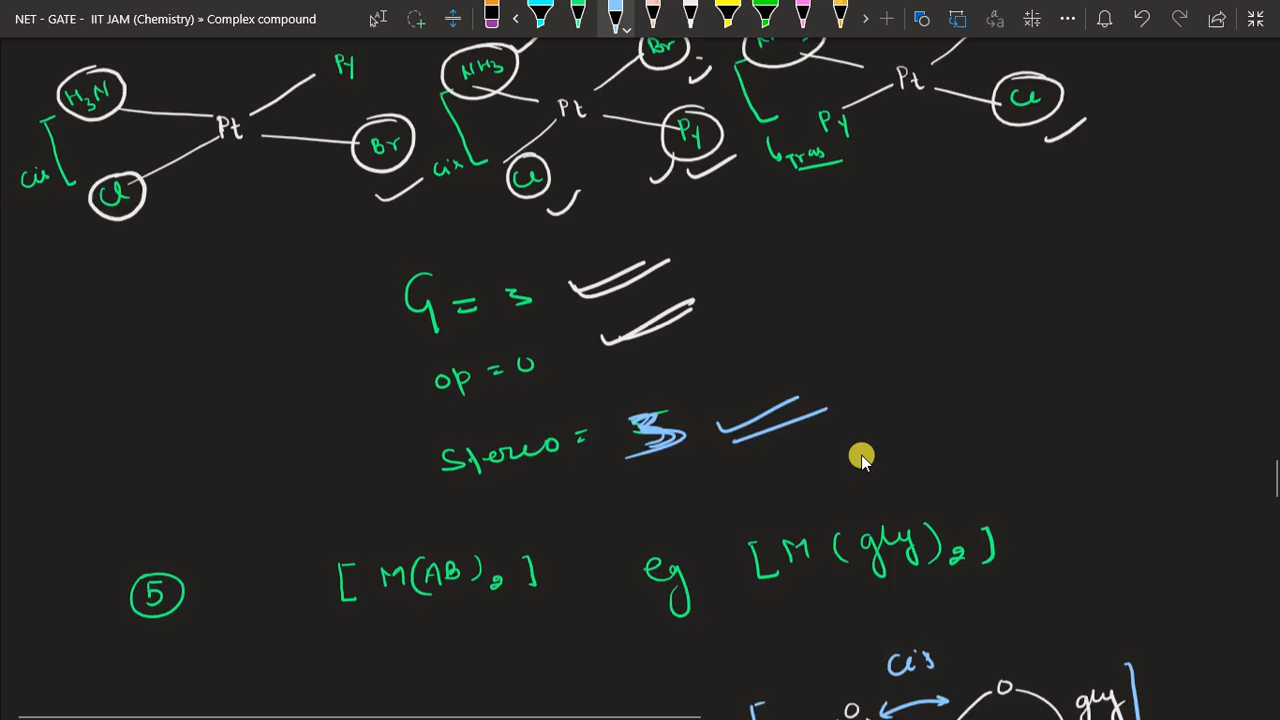 NET - GATE - IIT JAM (Chemistry) » Complex compound
H3N Py Pt Br Cl cis
NH3 Br Pt Py Cl cis
Pt Cl Py Tras
G = 3
op = 0
Stereo = 3
5 [ M(AB)2 ] eg [ M (gly)2 ]
Cis
O O gly